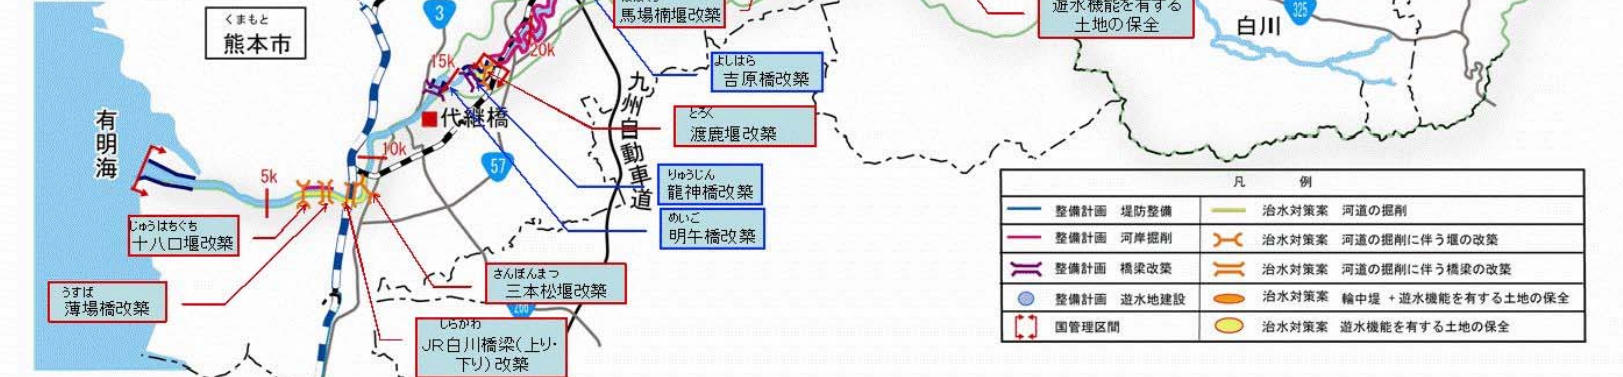 くまもと
熊本市
3
馬場楠堰改築
遊水機能を有する
土地の保全
白川
325
20k
15k
よしはら
吉原橋改築
九州自動車道
有明海
代継橋
とろく
渡鹿堰改築
10k
57
5k
りゅうじん
龍神橋改築
めいご
明午橋改築
じゅうはちぐち
十八口堰改築
さんぼんまつ
三本松堰改築
うすば
薄場橋改築
しらかわ
JR白川橋梁(上り・
下り)改築
凡 例
整備計画 堤防整備
治水対策案 河道の掘削
整備計画 河岸掘削
治水対策案 河道の掘削に伴う堰の改築
整備計画 橋梁改築
治水対策案 河道の掘削に伴う橋梁の改築
整備計画 遊水地建設
治水対策案 輪中堤 +遊水機能を有する土地の保全
国管理区間
治水対策案 遊水機能を有する土地の保全